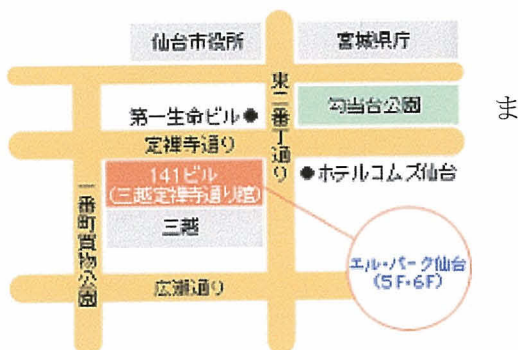 仙台市役所
宮城県庁
東二番丁通り
勾当台公園
ま
第一生命ビル
定禅寺通り
ホテルコムズ仙台
141ビル
(三越定禅寺通り館)
三越
一番町買物公園
エル・パーク仙台
(5F・6F)
広瀬通り